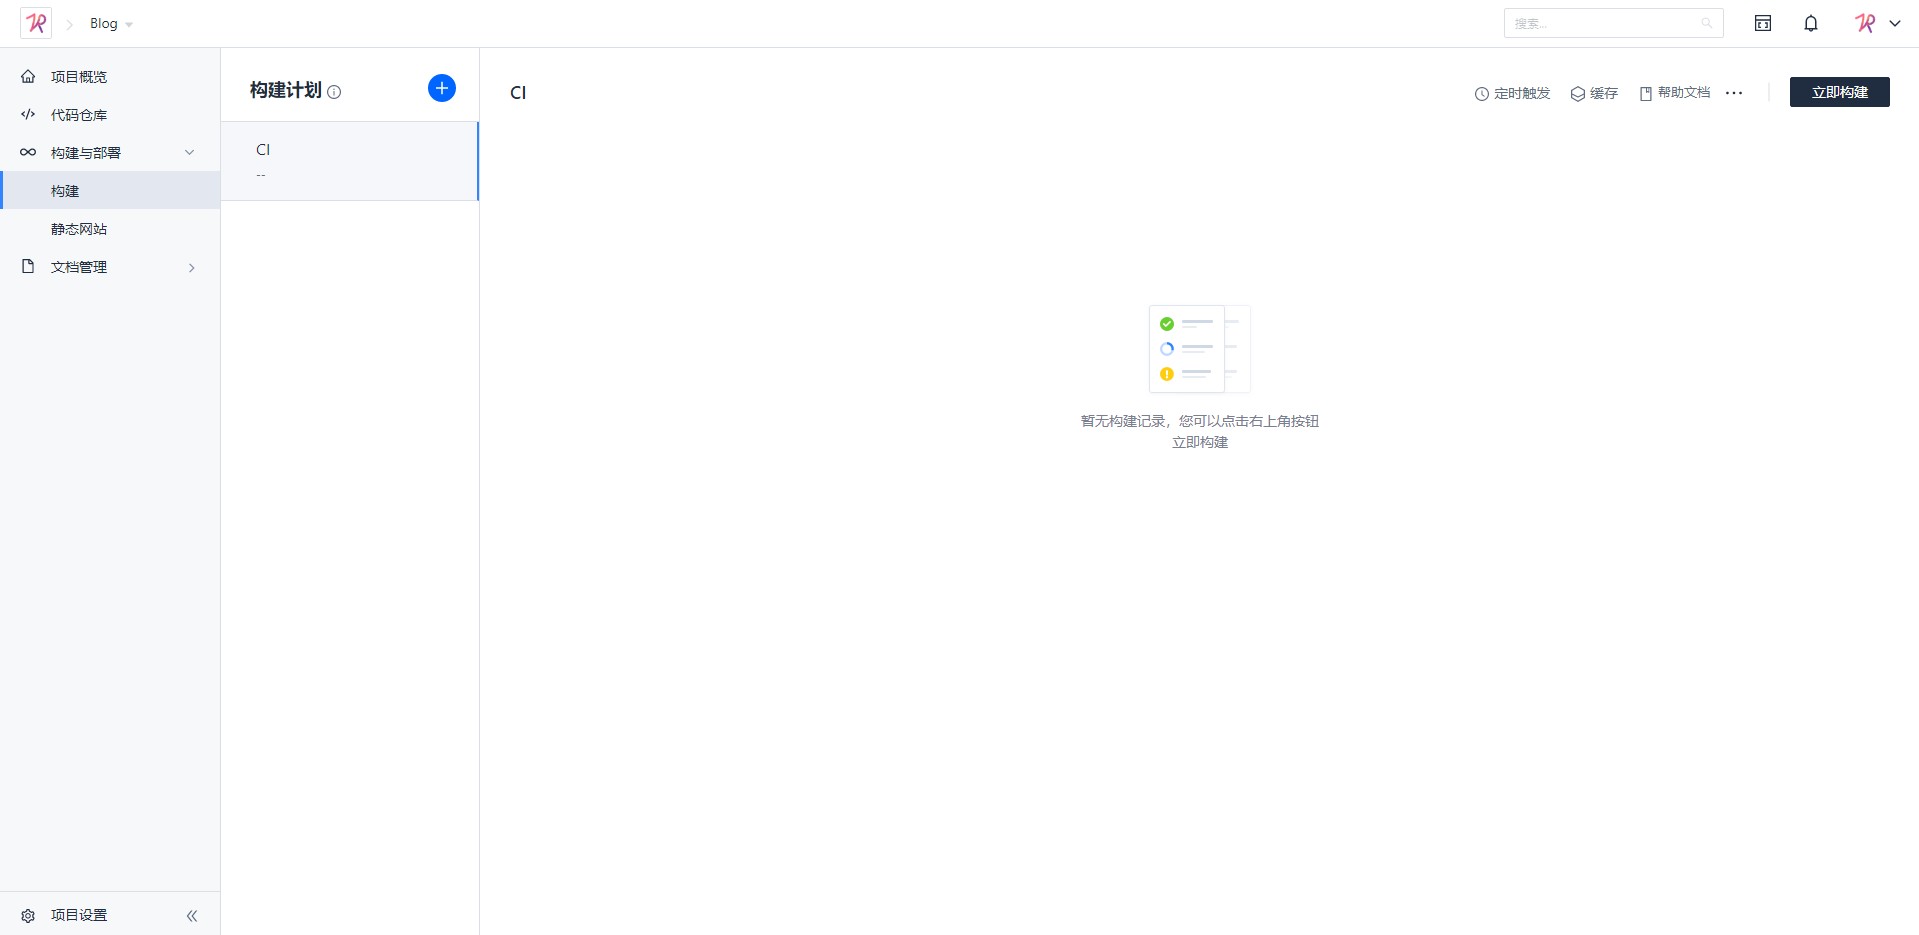 Blog
搜索...
项目概览
代码仓库
构建与部署
构建
静态网站
文档管理
项目设置
构建计划
CI
--
CI
定时触发
缓存
帮助文档
立即构建
暂无构建记录，您可以点击右上角按钮
立即构建